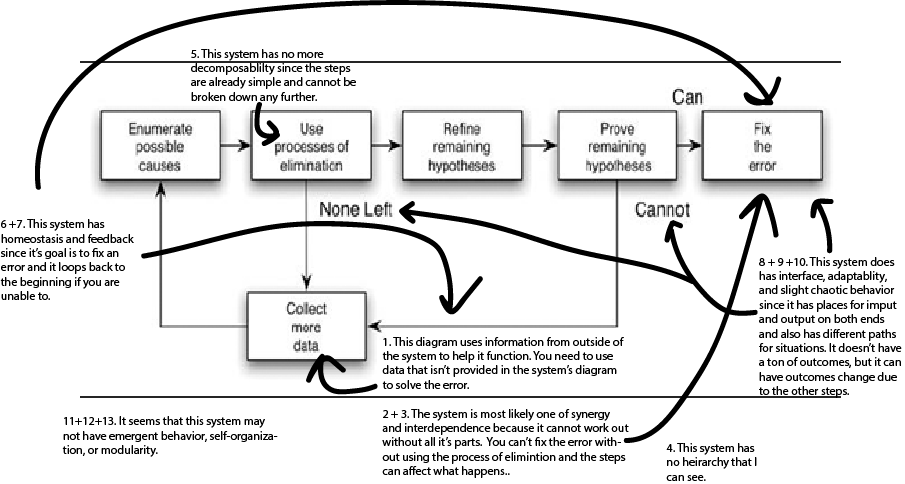 5. This system has no more
decomposablilty since the steps
are already simple and cannot be
broken down any further.
Can
Enumerate
possible
causes
Use
processes of
elimination
Refine
remaining
hypotheses
Prove
remaining
hypotheses
Fix
the
error
None Left
Cannot
6 +7. This system has
homeostasis and feedback
since it's goal is to fix an
error and it loops back to
the beginning if you are
unable to.
8 + 9 +10. This system does
has interface, adaptablity,
and slight chaotic behavior
since it has places for imput
and output on both ends
and also has different paths
for situations. It doesn't have
a ton of outcomes, but it can
have outcomes change due
to the other steps.
Collect
more
data
1. This diagram uses information from outside of
the system to help it function. You need to use
data that isn't provided in the system's diagram
to solve the error.
11+12+13. It seems that this system may
not have emergent behavior, self-organiza-
tion, or modularity.
2 + 3. The system is most likely one of synergy
and interdependence because it cannot work out
without all it's parts. You can't fix the error with-
out using the process of elimintion and the steps
can affect what happens..
4. This system has
no heirarchy that I
can see.